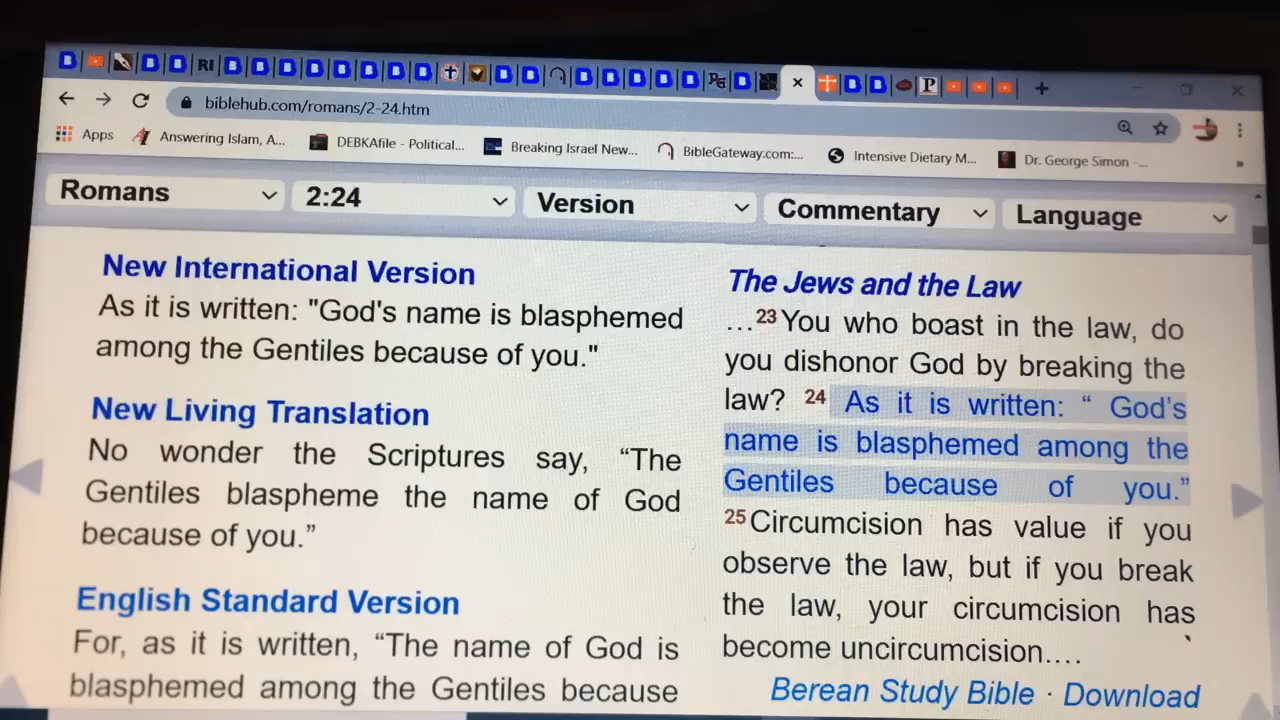 RI
PG
P
biblehub.com/romans/2-24.htm
Apps
Answering Islam, A...
DEBKAfile - Political...
Breaking Israel New...
BibleGateway.com:...
Intensive Dietary M...
Dr. George Simon -...
»
Romans
2:24
Version
Commentary
Language
New International Version
As it is written: "God's name is blasphemed
among the Gentiles because of you."
New Living Translation
No wonder the Scriptures say, “The
Gentiles blaspheme the name of God
because of you.”
English Standard Version
For, as it is written, “The name of God is
blasphemed among the Gentiles because
The Jews and the Law
…23 You who boast in the law, do
you dishonor God by breaking the
law? 24 As it is written: “ God’s
name is blasphemed among the
Gentiles because of you.”
25 Circumcision has value if you
observe the law, but if you break
the law, your circumcision has
become uncircumcision.…
Berean Study Bible · Download